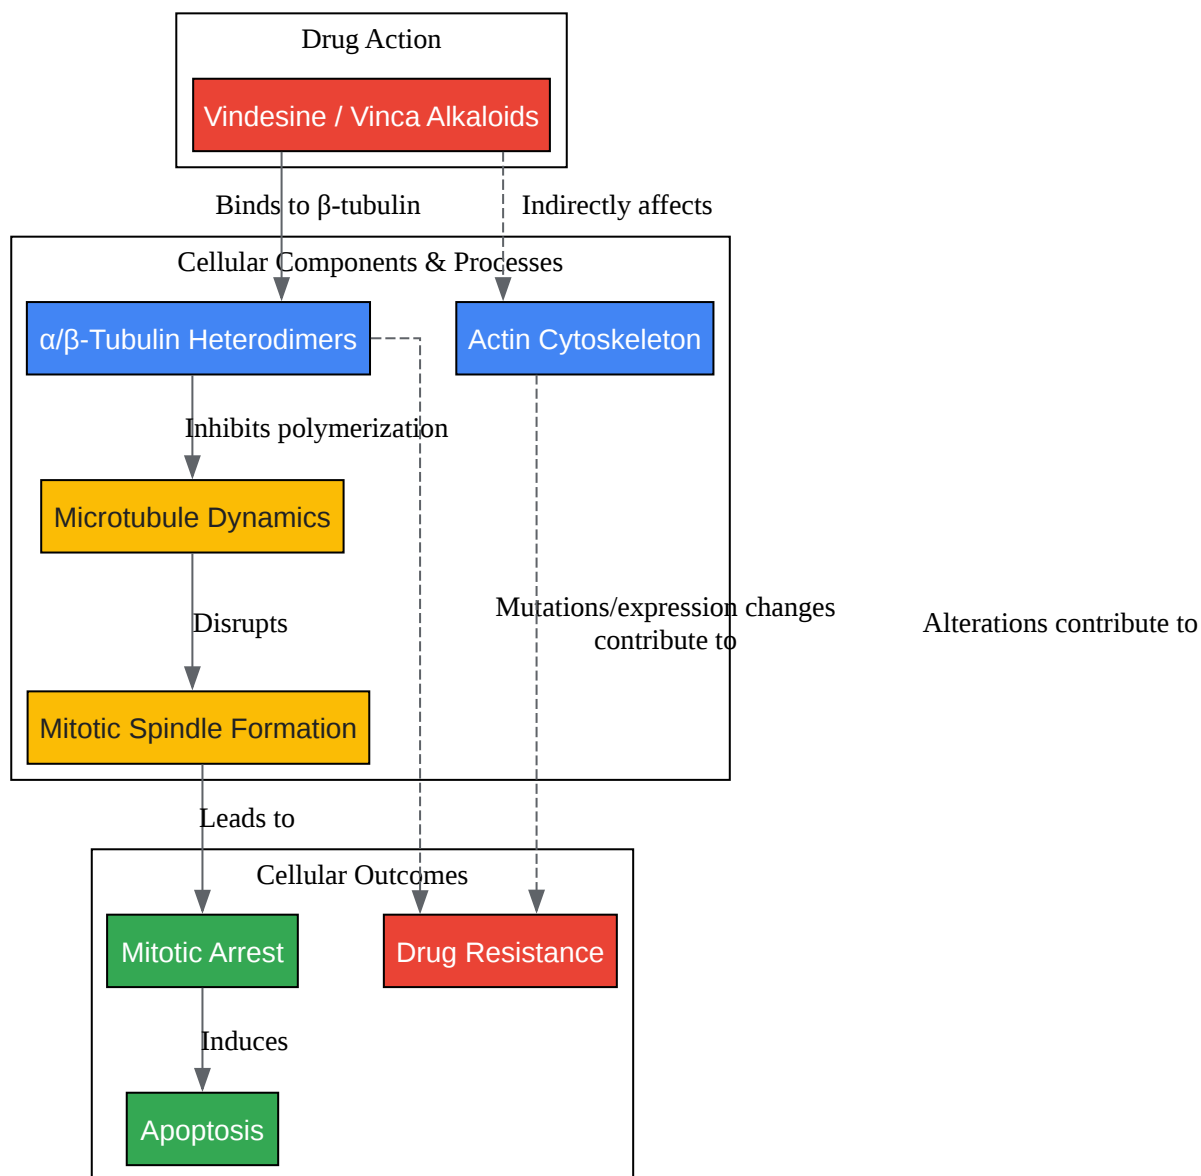 Drug Action
Vindesine / Vinca Alkaloids
Binds to β-tubulin
Indirectly affects
Cellular Components & Processes
α/β-Tubulin Heterodimers
Actin Cytoskeleton
Inhibits polymerization
Microtubule Dynamics
Mutations/expression changes
contribute to
Disrupts
Alterations contribute to
Mitotic Spindle Formation
Leads to
Cellular Outcomes
Mitotic Arrest
Drug Resistance
Induces
Apoptosis